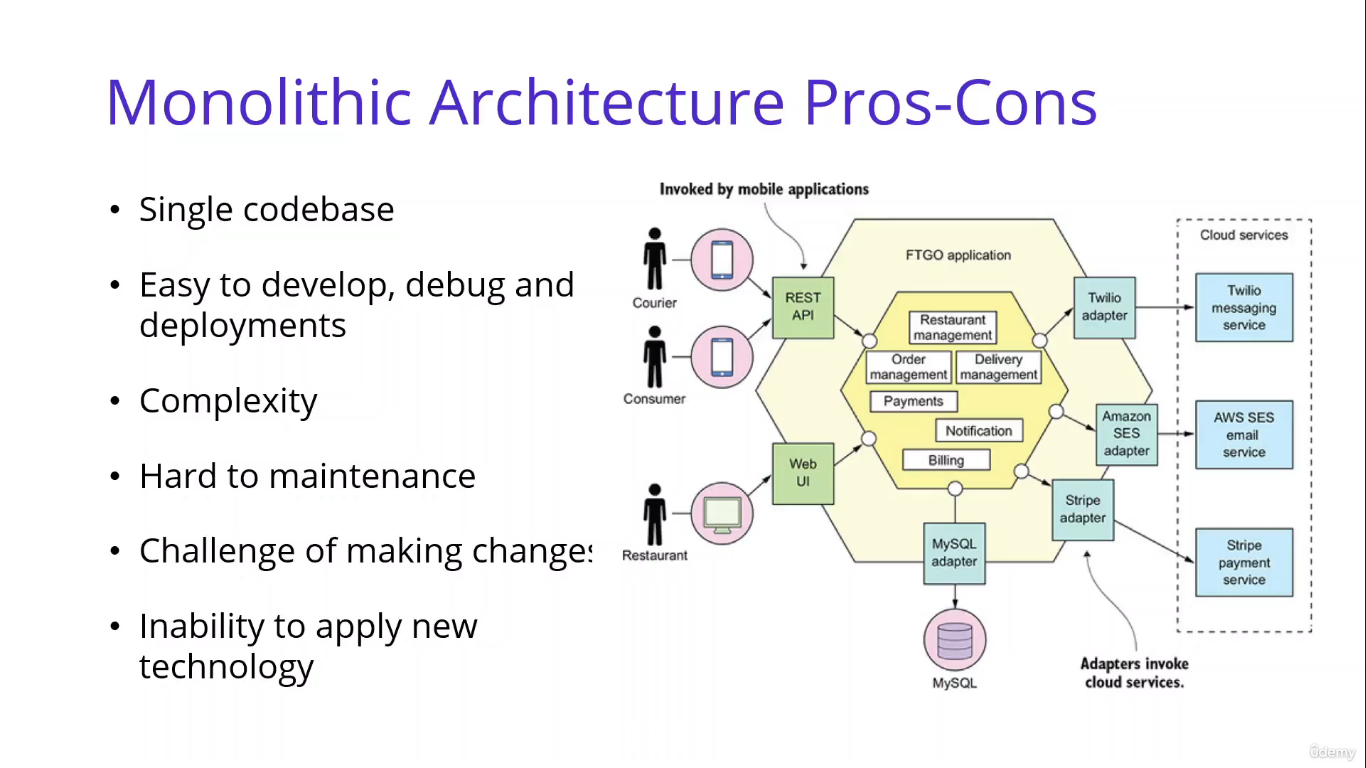 Monolithic Architecture Pros-Cons
• Single codebase
• Easy to develop, debug and
deployments
• Complexity
• Hard to maintenance
• Challenge of making changes
• Inability to apply new
technology
Invoked by mobile applications
Courier
Consumer
Restaurant
REST
API
Web
UI
FTGO application
Restaurant
management
Order
management
Delivery
management
Payments
Notification
Billing
Twilio
adapter
Amazon
SES
adapter
Stripe
adapter
MySQL
adapter
MySQL
Cloud services
Twilio
messaging
service
AWS SES
email
service
Stripe
payment
service
Adapters invoke
cloud services.
ûdemy